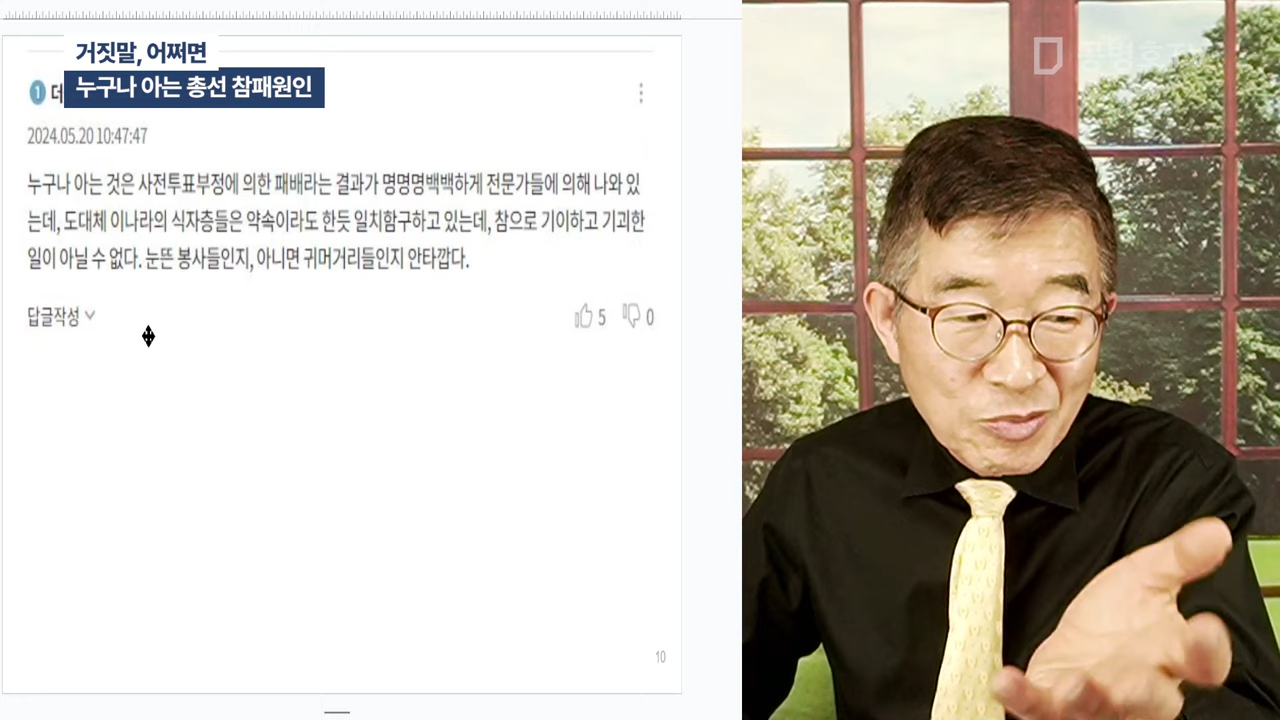 거짓말, 어쩌면
누구나 아는 총선 참패원인
1 데
2024.05.20 10:47:47
누구나 아는 것은 사전투표부정에 의한 패배라는 결과가 명명명백백하게 전문가들에 의해 나와 있
는데, 도대체 이나라의 식자층들은 약속이라도 한듯 일치함구하고 있는데, 참으로 기이하고 기괴한
일이 아닐 수 없다. 눈뜬 봉사들인지, 아니면 귀머거리들인지 안타깝다.
답글작성
5 0
10
공병호TV